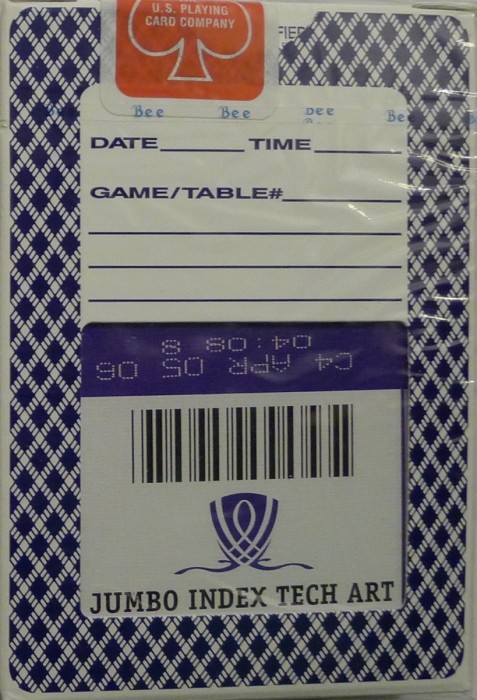 U.S. PLAYING
CARD COMPANY
Bee Bee Bee Bee
DATE TIME
GAME/TABLE#
C4 APR 05 06
04:08 8
JUMBO INDEX TECH ART